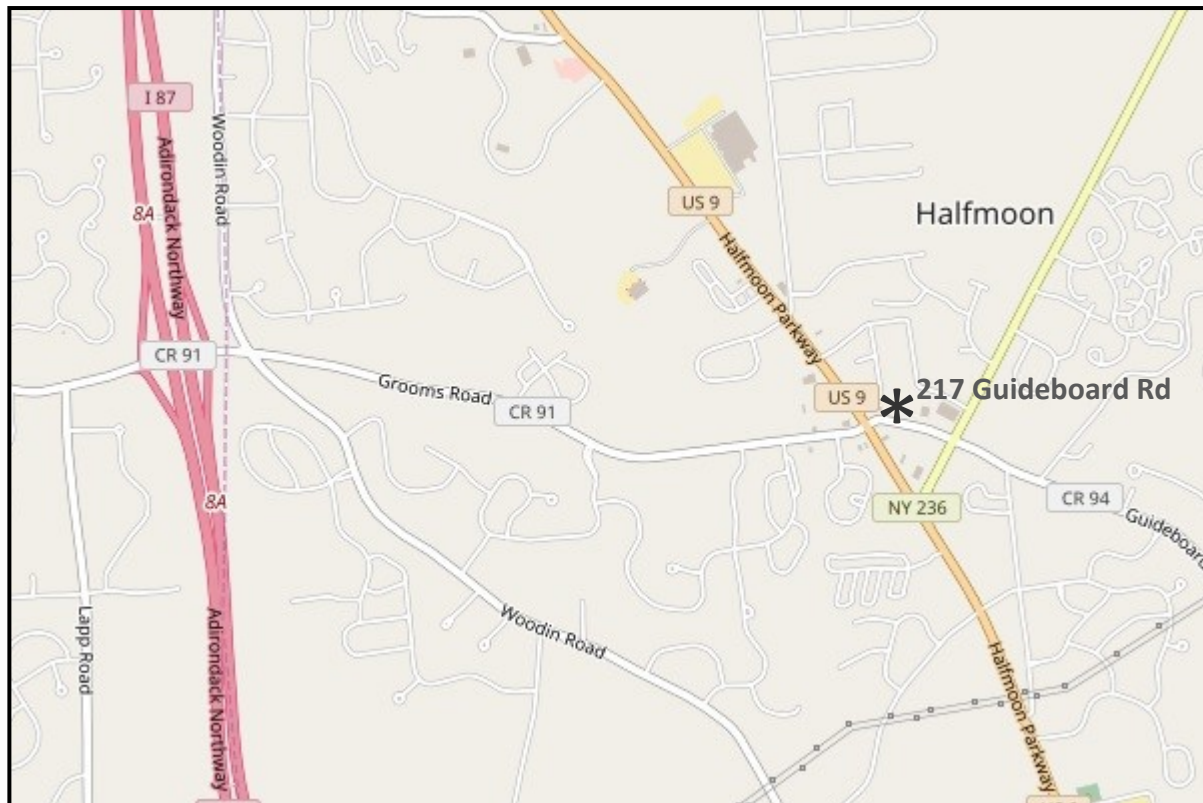 I 87
Adirondack Northway
Woodin Road
8A
US 9
Halfmoon
Halfmoon Parkway
CR 91
Grooms Road
CR 91
US 9
217 Guideboard Rd
*
8A
NY 236
CR 94
Guideboard
Lapp Road
Adirondack Northway
Woodin Road
Halfmoon Parkway